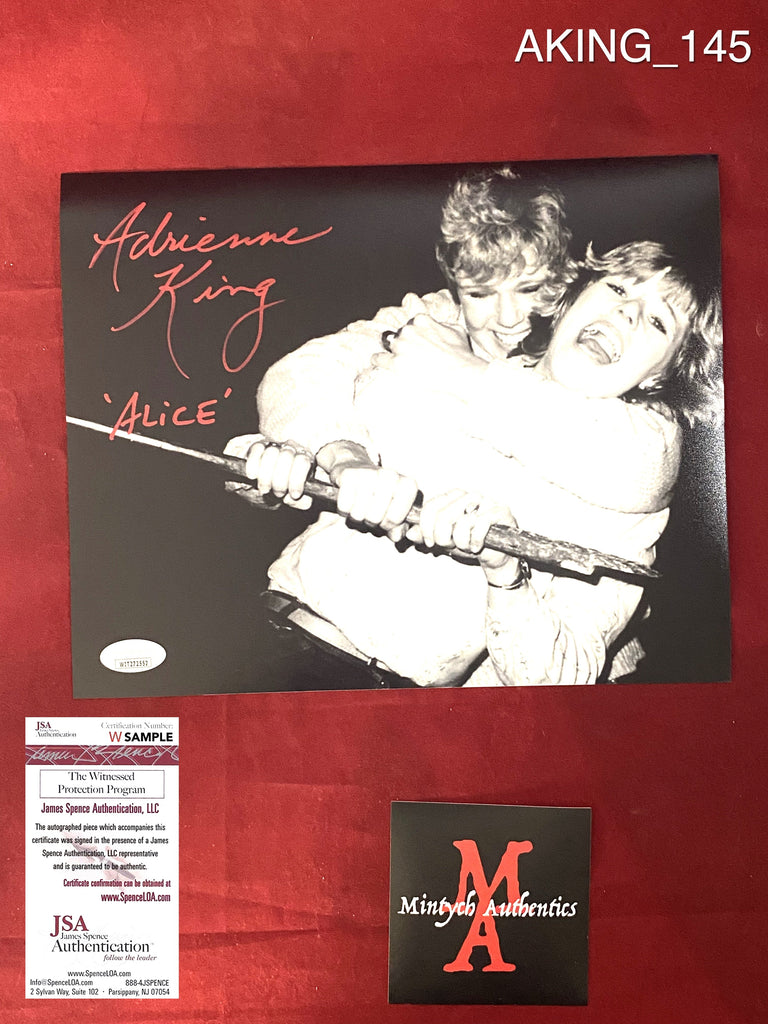 AKING_145
Adrienne
King
'ALiCE'
JSA
Authentication
Certification Number:
W SAMPLE
The Witnessed
Protection Program
James Spence Authentication, LLC
The autographed piece which accompanies this
certificate was signed in the presence of a James
Spence Authentication, LLC representative
and is guaranteed to be authentic.
Certificate confirmation can be obtained at
www.SpenceLOA.com
JSA
James Spence
Authentication
follow the leader
www.SpenceLOA.com
Info@SpenceLOA.com 888-4JSPENCE
2 Sylvan Way, Suite 102 · Parsippany, NJ 07054
MA
Mintych Authentics